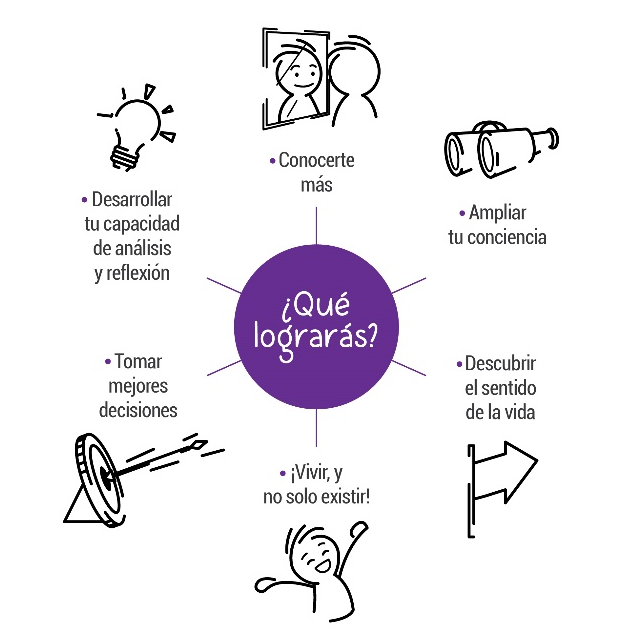 • Conocerte
más
• Ampliar
tu conciencia
• Descubrir
el sentido
de la vida
• ¡Vivir, y
no solo existir!
• Tomar
mejores
decisiones
• Desarrollar
tu capacidad
de análisis
y reflexión
¿Qué
lograrás?